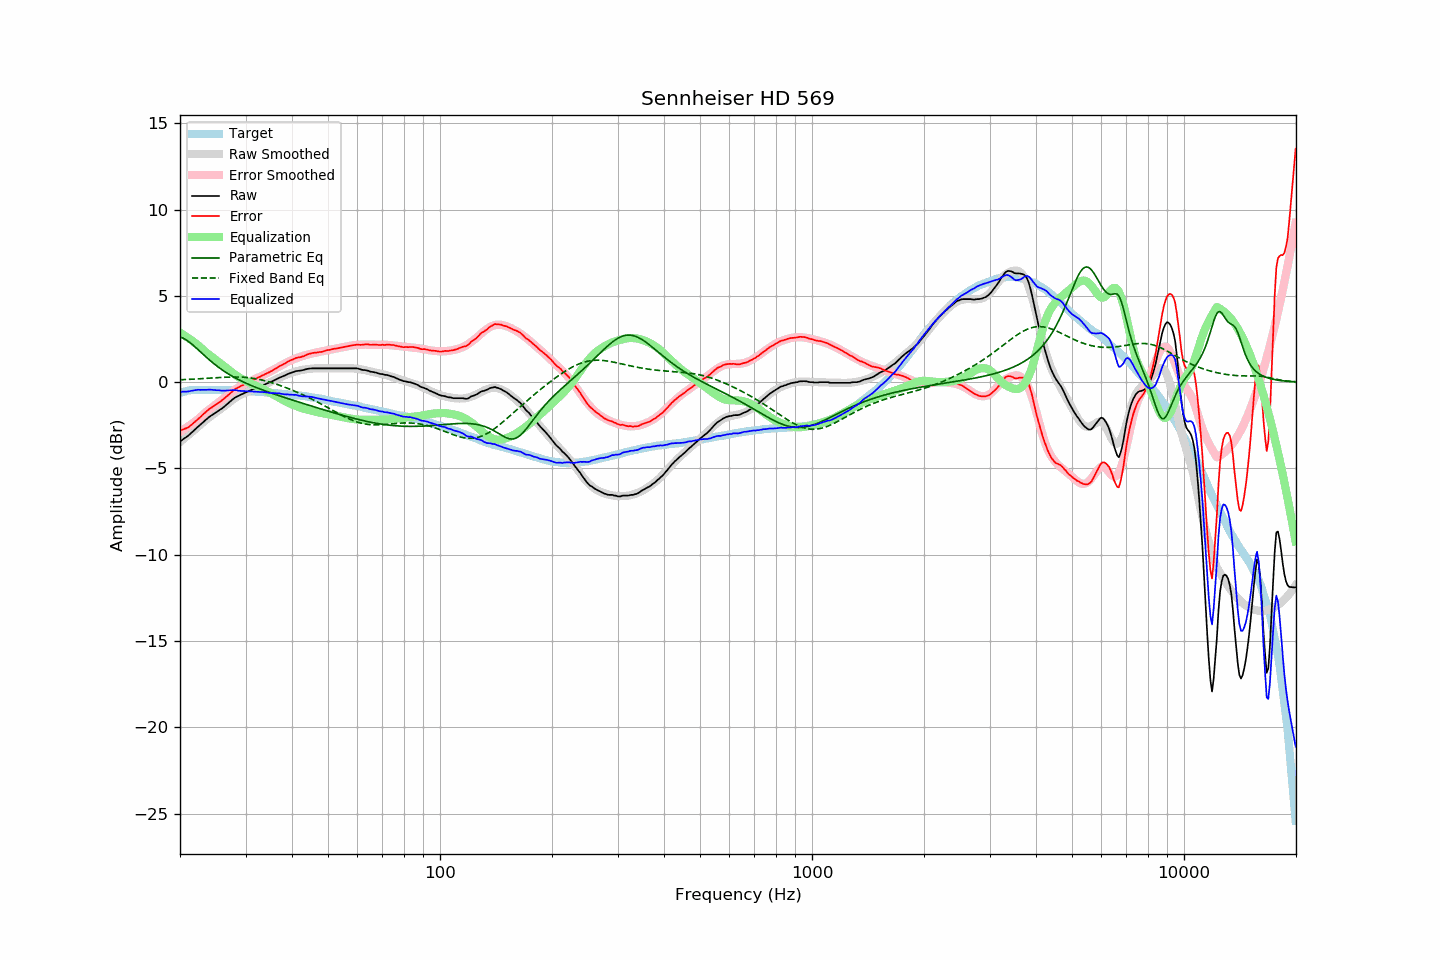 Sennheiser HD 569
Target
Raw Smoothed
Error Smoothed
Raw
Error
Equalization
Parametric Eq
Fixed Band Eq
Equalized
15
10
5
0
−5
−10
−15
−20
−25
Amplitude (dBr)
100
1000
10000
Frequency (Hz)